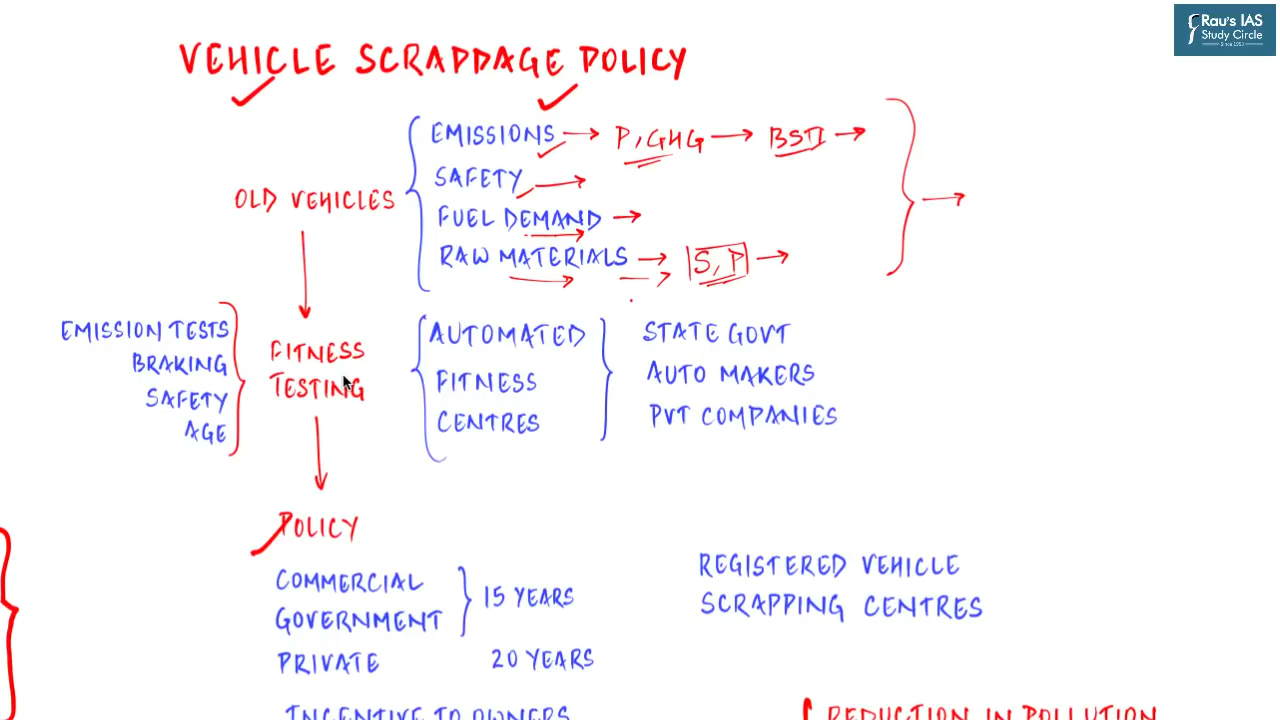 Rau's IAS
Study Circle
Since 1953
VEHICLE SCRAPPAGE POLICY
OLD VEHICLES
EMISSIONS → P, GHG →
SAFETY →
FUEL DEMAND →
RAW MATERIALS → S, P →
EMISSION TESTS
BRAKING
SAFETY
AGE
FITNESS
TESTING
AUTOMATED
FITNESS
CENTRES
STATE GOVT
AUTO MAKERS
PVT COMPANIES
POLICY
COMMERCIAL
GOVERNMENT
15 YEARS
PRIVATE 20 YEARS
REGISTERED VEHICLE
SCRAPPING CENTRES
INCENTIVE TO OWNERS
REDUCTION IN POLLUTION